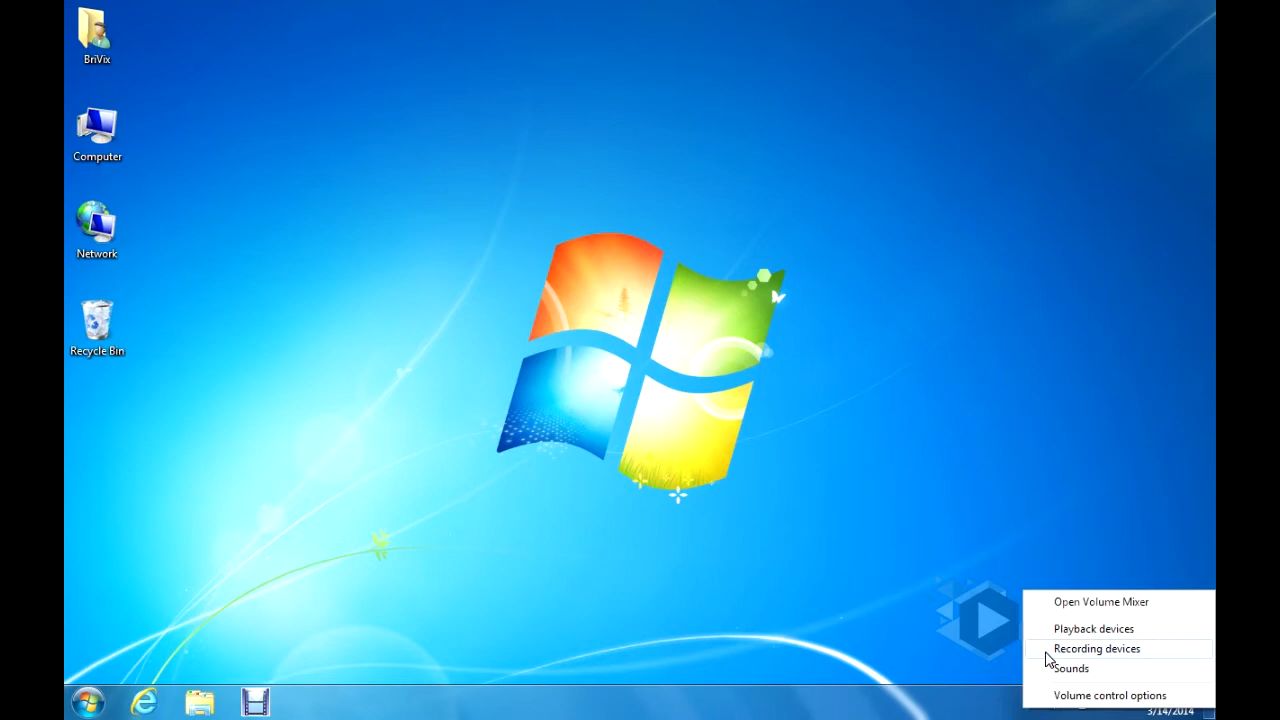 BriVix
Computer
Network
Recycle Bin
Open Volume Mixer
Playback devices
Recording devices
Sounds
Volume control options
3/14/2014